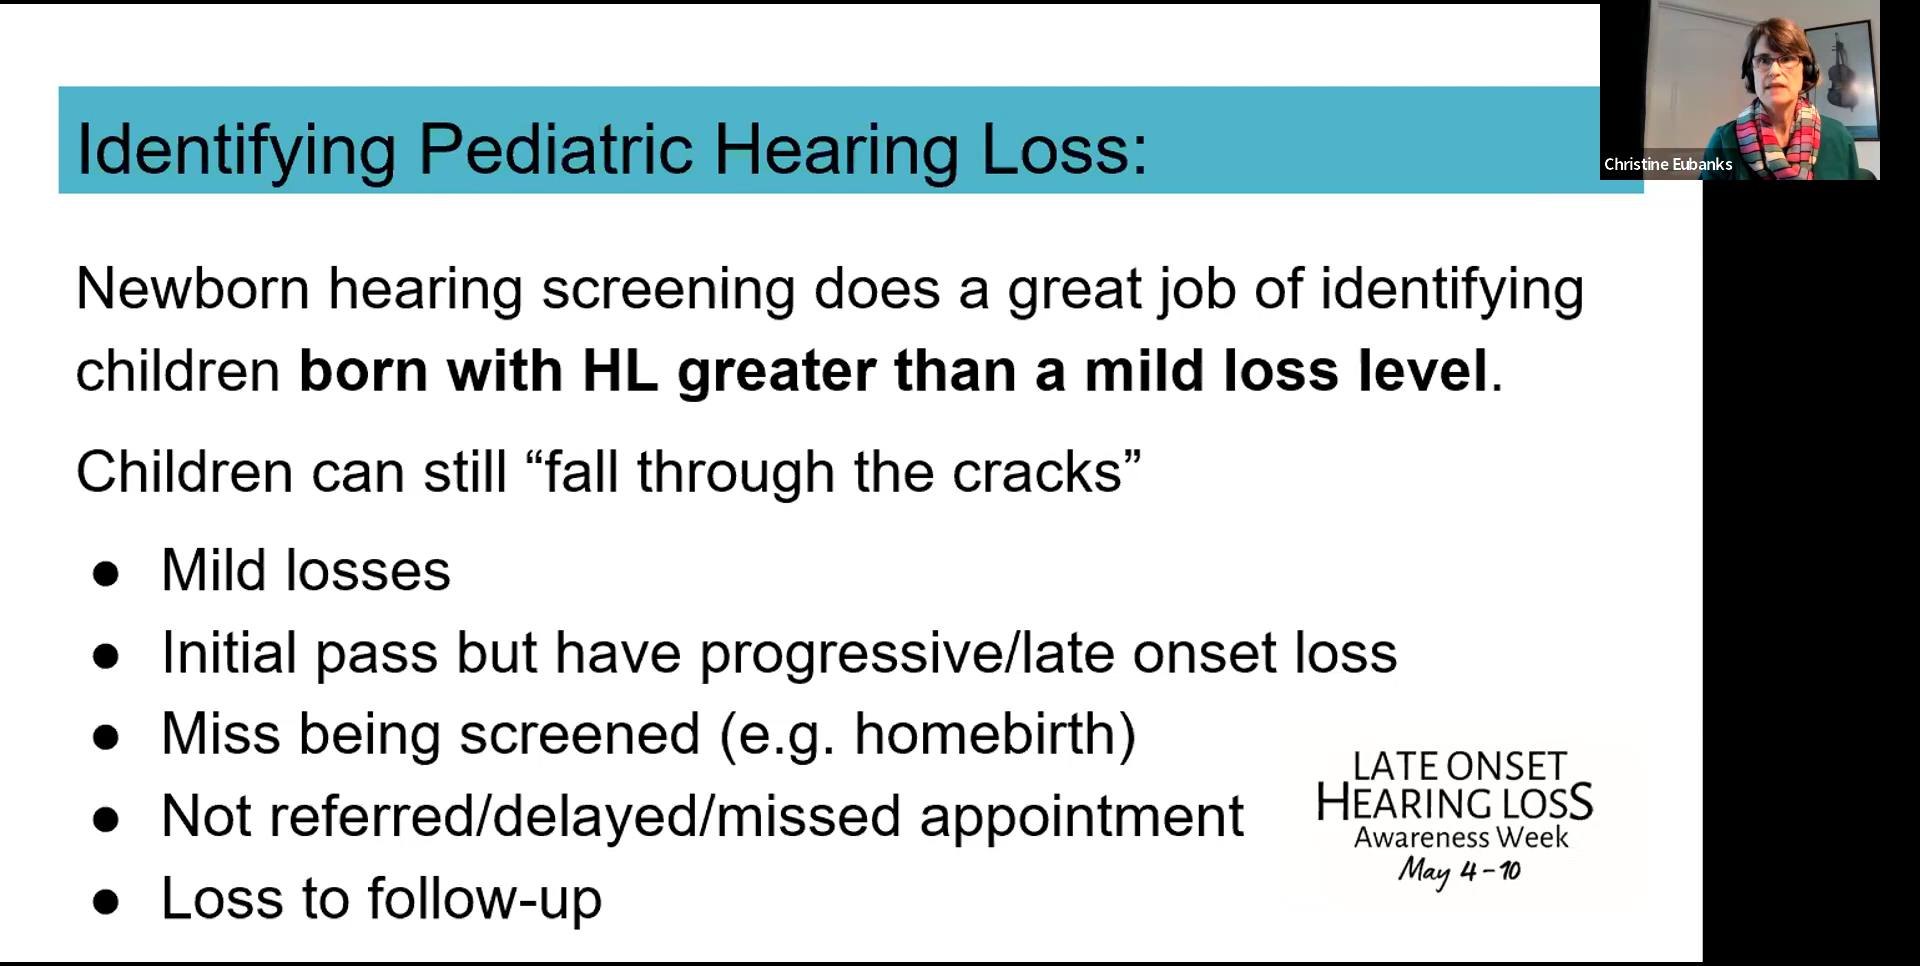 Identifying Pediatric Hearing Loss:
Christine Eubanks
Newborn hearing screening does a great job of identifying
children born with HL greater than a mild loss level.
Children can still “fall through the cracks”
● Mild losses
● Initial pass but have progressive/late onset loss
● Miss being screened (e.g. homebirth)
● Not referred/delayed/missed appointment
● Loss to follow-up
LATE ONSET
HEARING LOSS
Awareness Week
May 4-10